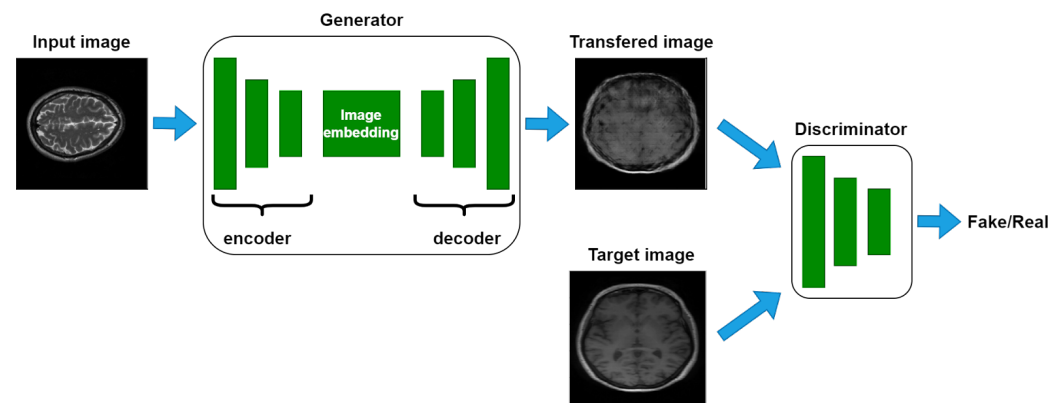 Generator
Input image
Image
embedding
encoder
decoder
Transfered image
Target image
Discriminator
Fake/Real